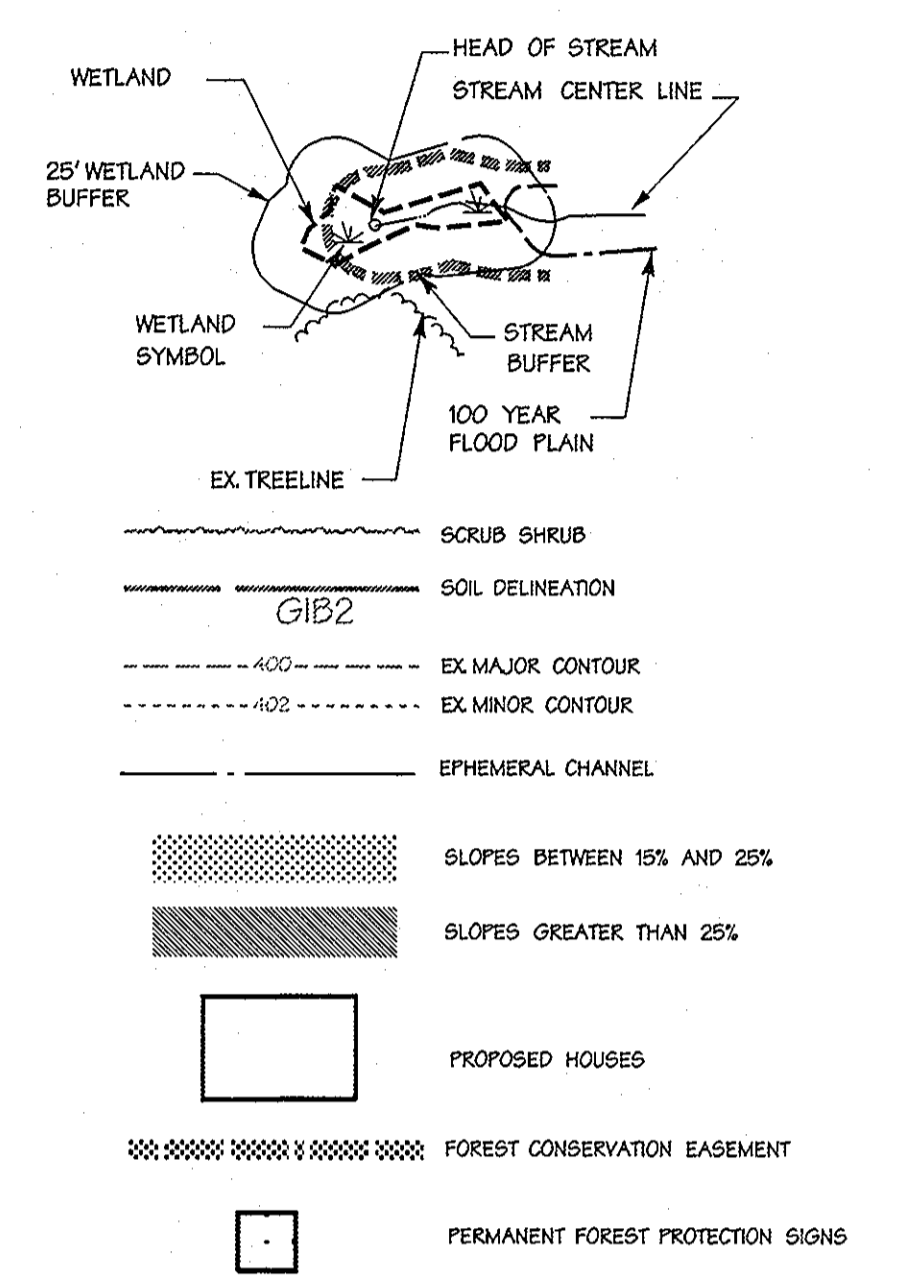 HEAD OF STREAM
WETLAND
STREAM CENTER LINE
25' WETLAND
BUFFER
WETLAND
SYMBOL
STREAM
BUFFER
100 YEAR
FLOOD PLAIN
EX. TREELINE
SCRUB SHRUB
SOIL DELINEATION
GIB2
400
EX. MAJOR CONTOUR
402
EX. MINOR CONTOUR
EPHEMERAL CHANNEL
SLOPES BETWEEN 15% AND 25%
SLOPES GREATER THAN 25%
PROPOSED HOUSES
FOREST CONSERVATION EASEMENT
PERMANENT FOREST PROTECTION SIGNS